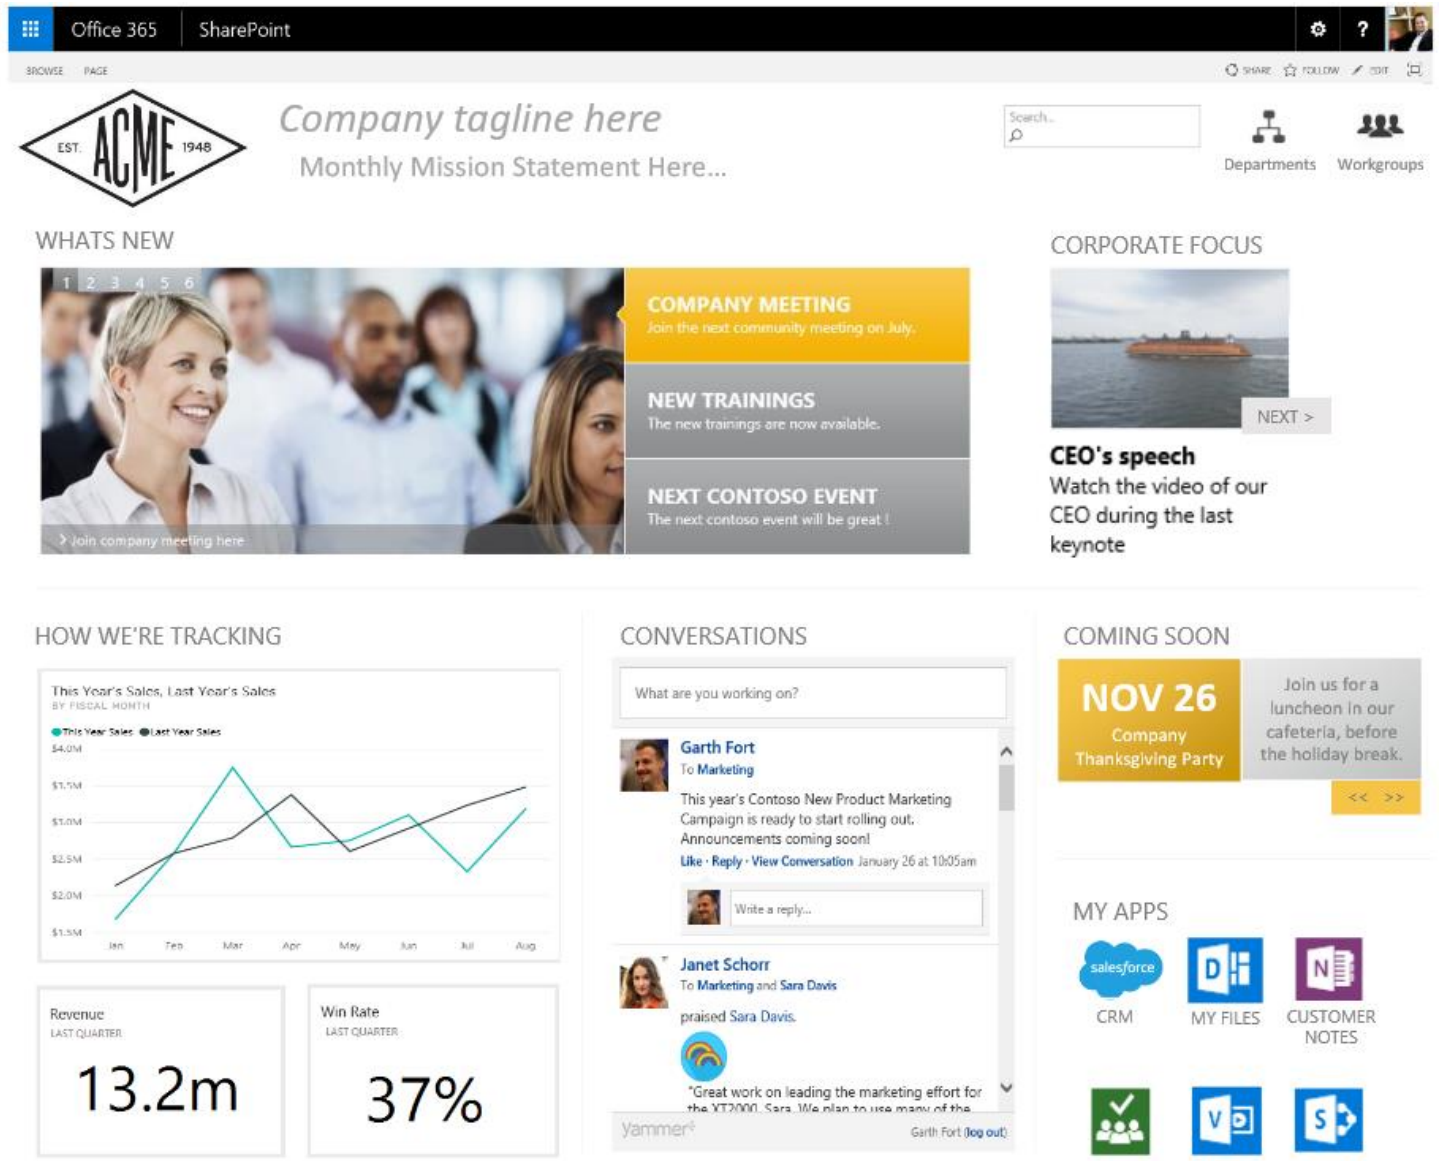 Office 365
SharePoint
?
BROWSE
PAGE
SHARE
FOLLOW
EDIT
EST.
ACME
1948
Company tagline here
Monthly Mission Statement Here...
Search...
Departments
Workgroups
WHATS NEW
1 2 3 4 5 6
> Join company meeting here
COMPANY MEETING
Join the next community meeting on July.
NEW TRAININGS
The new trainings are now available.
NEXT CONTOSO EVENT
The next contoso event will be great !
CORPORATE FOCUS
NEXT >
CEO's speech
Watch the video of our
CEO during the last
keynote
HOW WE'RE TRACKING
This Year's Sales, Last Year's Sales
BY FISCAL MONTH
This Year Sales
Last Year Sales
$4.0M
$3.5M
$3.0M
$2.5M
$2.0M
$1.5M
Jan
Feb
Mar
Apr
May
Jun
Jul
Aug
Revenue
LAST QUARTER
13.2m
Win Rate
LAST QUARTER
37%
CONVERSATIONS
What are you working on?
Garth Fort
To Marketing
This year's Contoso New Product Marketing
Campaign is ready to start rolling out.
Announcements coming soon!
Like · Reply · View Conversation January 26 at 10:05am
Write a reply...
Janet Schorr
To Marketing and Sara Davis
praised Sara Davis.
"Great work on leading the marketing effort for
the XT2000, Sara. We plan to use many of the
yammer
Garth Fort (log out)
COMING SOON
NOV 26
Company
Thanksgiving Party
Join us for a
luncheon in our
cafeteria, before
the holiday break.
<< >>
MY APPS
salesforce
CRM
D
MY FILES
N
CUSTOMER
NOTES
V
S